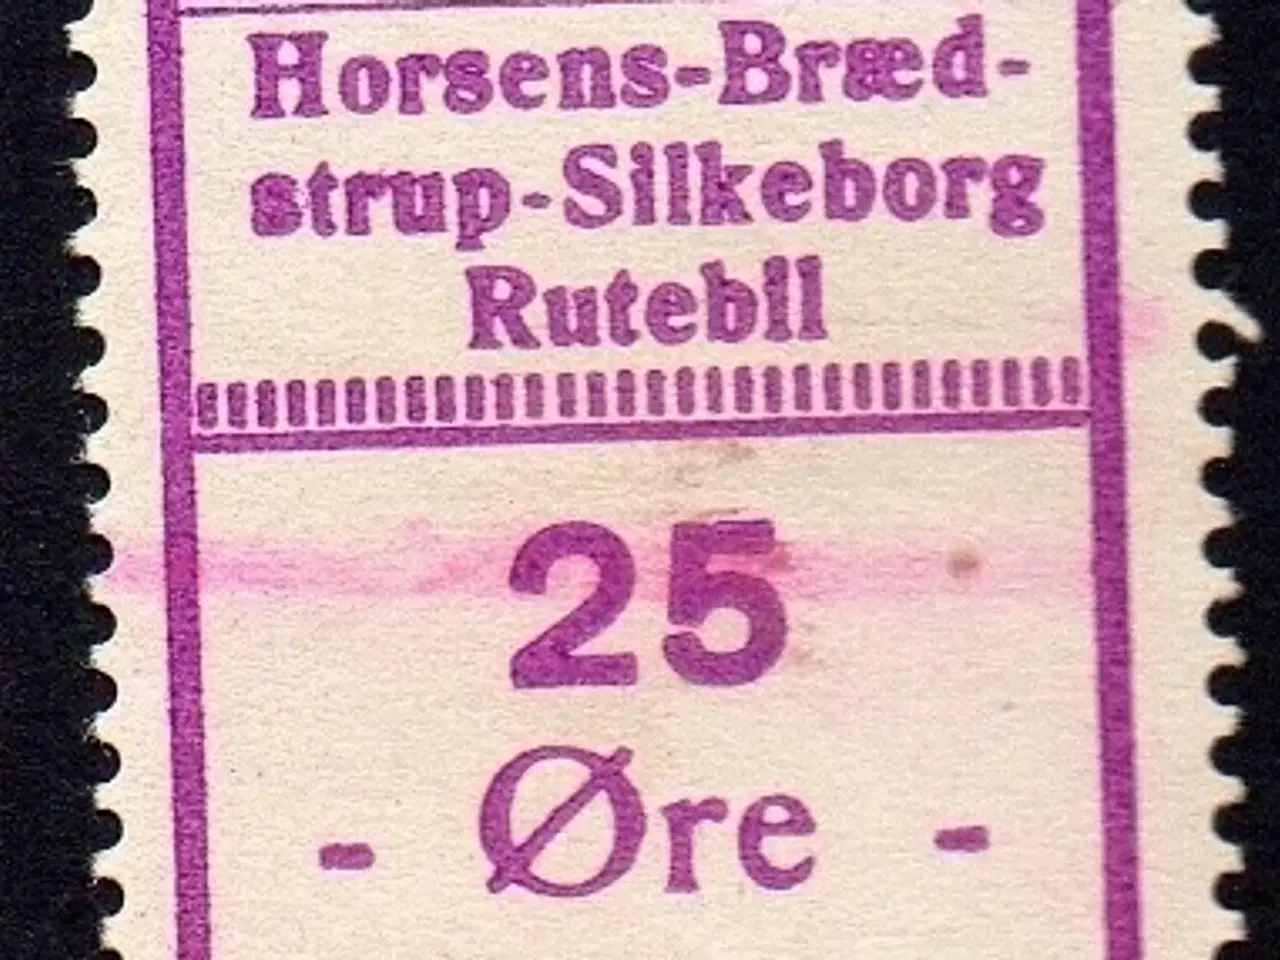 Horsens-Bræd-
strup-Silkeborg
Rutebil
25
- Øre -